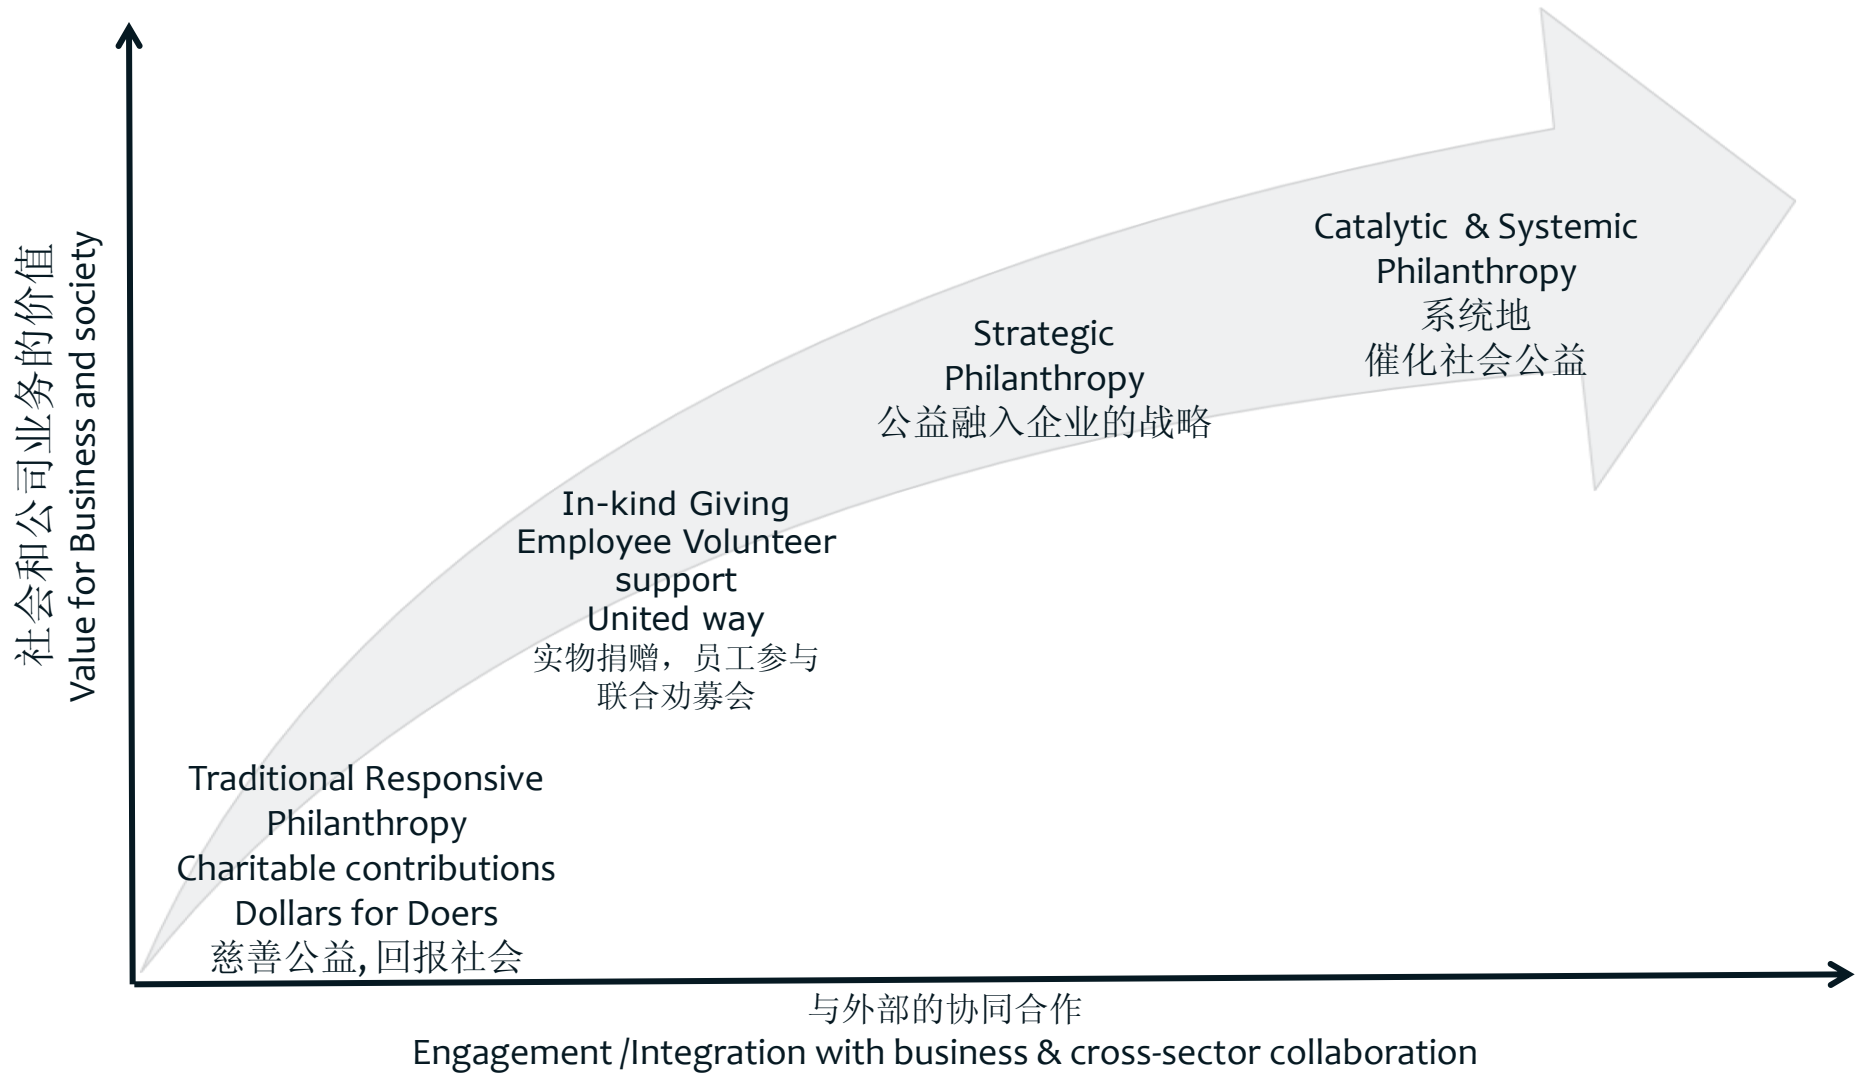 社会和公司业务的价值
Value for Business and society
Catalytic & Systemic
Philanthropy
系统地
催化社会公益
Strategic
Philanthropy
公益融入企业的战略
In-kind Giving
Employee Volunteer
support
United way
实物捐赠，员工参与
联合劝募会
Traditional Responsive
Philanthropy
Charitable contributions
Dollars for Doers
慈善公益, 回报社会
与外部的协同合作
Engagement /Integration with business & cross-sector collaboration